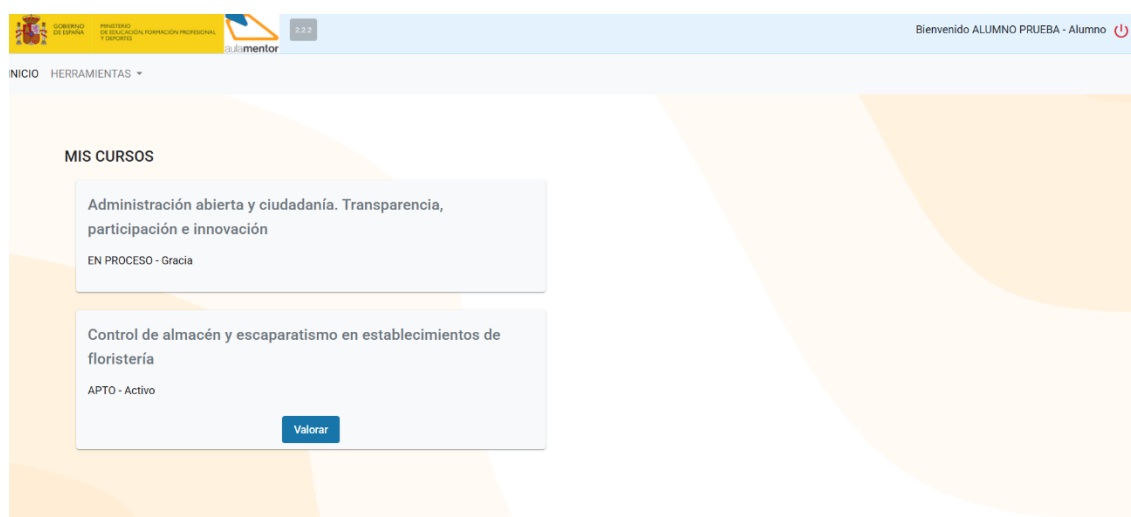 GOBIERNO
DE ESPAÑA
MINISTERIO
DE EDUCACIÓN, FORMACIÓN PROFESIONAL
Y DEPORTES
aulamentor
2.2.2
Bienvenido ALUMNO PRUEBA - Alumno
NICIO HERRAMIENTAS
MIS CURSOS
Administración abierta y ciudadanía. Transparencia,
participación e innovación
EN PROCESO - Gracia
Control de almacén y escaparatismo en establecimientos de
floristería
APTO - Activo
Valorar